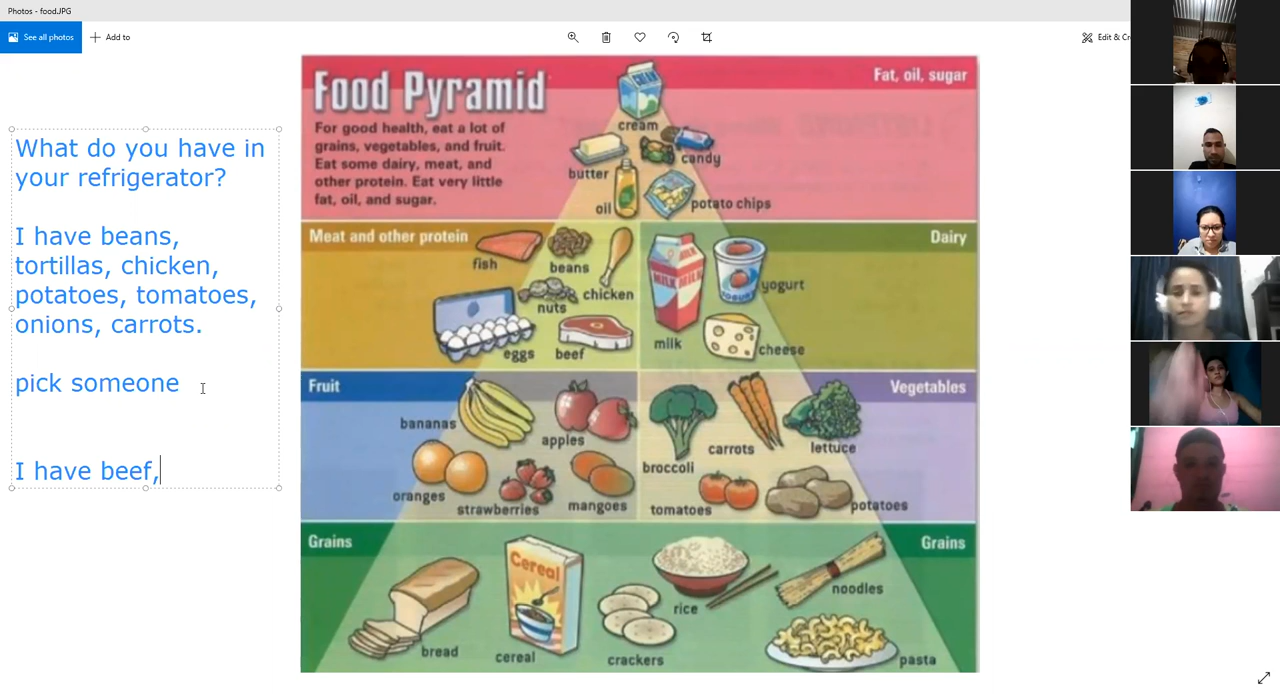 Photos - food.JPG
See all photos
Add to
Edit & Cr
What do you have in
your refrigerator?
I have beans,
tortillas, chicken,
potatoes, tomatoes,
onions, carrots.
pick someone
I have beef,
Food Pyramid
For good health, eat a lot of
grains, vegetables, and fruit.
Eat some dairy, meat, and
other protein. Eat very little
fat, oil, and sugar.
Fat, oil, sugar
CREAM
cream
butter
candy
oil
potato chips
Meat and other protein
Dairy
fish
beans
chicken
nuts
eggs
beef
MILK MILK
milk
YOGURT
yogurt
cheese
Fruit
Vegetables
bananas
apples
oranges
strawberries
mangoes
broccoli
carrots
lettuce
tomatoes
potatoes
Grains
Grains
bread
Cereal
cereal
crackers
rice
noodles
pasta